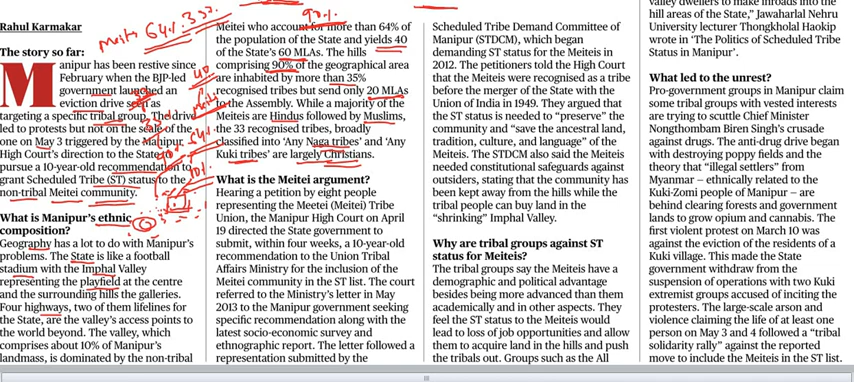 Rahul Karmakar
The story so far:
Manipur has been restive since
February when the BJP-led
government launched an
eviction drive seen as
targeting a specific tribal group. The drive
led to protests but not on the scale of the
one on May 3 triggered by the Manipur
High Court's direction to the State
pursue a 10-year-old recommendation to
grant Scheduled Tribe (ST) status to the
non-tribal Meitei community.
What is Manipur's ethnic
composition?
Geography has a lot to do with Manipur's
problems. The State is like a football
stadium with the Imphal Valley
representing the playfield at the centre
and the surrounding hills the galleries.
Four highways, two of them lifelines for
the State, are the valley's access points to
the world beyond. The valley, which
comprises about 10% of Manipur's
landmass, is dominated by the non-tribal
meitei 64% 33%
90%
Meitei who account for more than 64% of
the population of the State and yields 40
of the State's 60 MLAs. The hills
comprising 90% of the geographical area
are inhabited by more than 35%
recognised tribes but send only 20 MLAs
to the Assembly. While a majority of the
Meiteis are Hindus followed by Muslims,
the 33 recognised tribes, broadly
classified into 'Any Naga tribes' and 'Any
Kuki tribes' are largely Christians.
What is the Meitei argument?
Hearing a petition by eight people
representing the Meetei (Meitei) Tribe
Union, the Manipur High Court on April
19 directed the State government to
submit, within four weeks, a 10-year-old
recommendation to the Union Tribal
Affairs Ministry for the inclusion of the
Meitei community in the ST list. The court
referred to the Ministry's letter in May
2013 to the Manipur government seeking
specific recommendation along with the
latest socio-economic survey and
ethnographic report. The letter followed a
representation submitted by the
Scheduled Tribe Demand Committee of
Manipur (STDCM), which began
demanding ST status for the Meiteis in
2012. The petitioners told the High Court
that the Meiteis were recognised as a tribe
before the merger of the State with the
Union of India in 1949. They argued that
the ST status is needed to "preserve" the
community and "save the ancestral land,
tradition, culture, and language" of the
Meiteis. The STDCM also said the Meiteis
needed constitutional safeguards against
outsiders, stating that the community has
been kept away from the hills while the
tribal people can buy land in the
"shrinking" Imphal Valley.
Why are tribal groups against ST
status for Meiteis?
The tribal groups say the Meiteis have a
demographic and political advantage
besides being more advanced than them
academically and in other aspects. They
feel the ST status to the Meiteis would
lead to loss of job opportunities and allow
them to acquire land in the hills and push
the tribals out. Groups such as the All
valley dwellers to make inroads into the
hill areas of the State," Jawaharlal Nehru
University lecturer Thongkholal Haokip
wrote in 'The Politics of Scheduled Tribe
Status in Manipur'.
What led to the unrest?
Pro-government groups in Manipur claim
some tribal groups with vested interests
are trying to scuttle Chief Minister
Nongthombam Biren Singh's crusade
against drugs. The anti-drug drive began
with destroying poppy fields and the
theory that "illegal settlers" from
Myanmar – ethnically related to the
Kuki-Zomi people of Manipur – are
behind clearing forests and government
lands to grow opium and cannabis. The
first violent protest on March 10 was
against the eviction of the residents of a
Kuki village. This made the State
government withdraw from the
suspension of operations with two Kuki
extremist groups accused of inciting the
protesters. The large-scale arson and
violence claiming the life of at least one
person on May 3 and 4 followed a "tribal
solidarity rally" against the reported
move to include the Meiteis in the ST list.